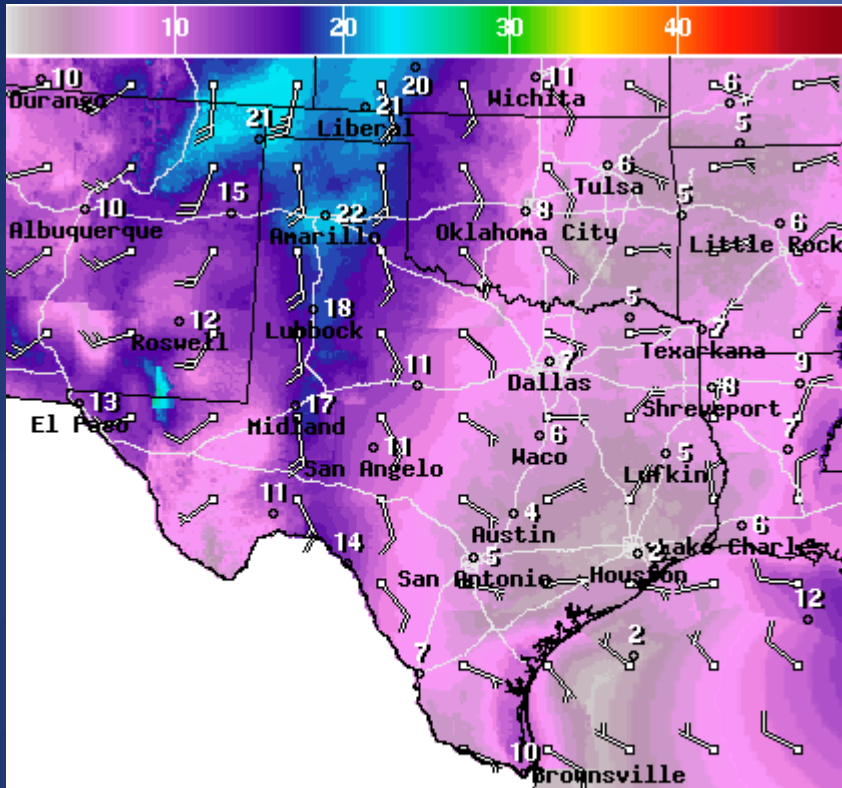 10 20 30 40
10 20 11 6
Durango Wichita
21 21 5
Liberal
6
Tulsa
10 15 22 8 5 6
Albuquerque Amarillo Oklahoma City Little Rock
12 18 5 7
Roswell Lubbock Texarkana
11 7 9
Dallas
13 17 8
El Paso Midland Shreveport
11 6 5 7
San Angelo Waco Lufkin
11 4 6
Austin Lake Charles
14 5 2
San Antonio Houston
12
7 2
10
Brownsville